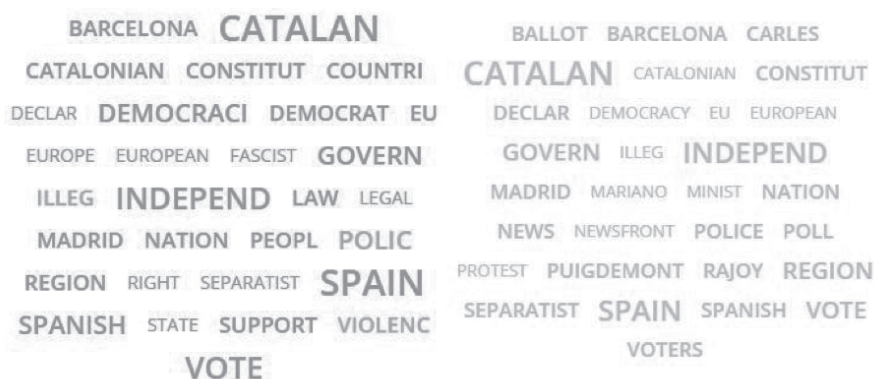 BARCELONA CATALAN
CATALONIAN CONSTITUT COUNTRI
DECLAR DEMOCRACI DEMOCRAT EU
EUROPE EUROPEAN FASCIST GOVERN
ILLEG INDEPEND LAW LEGAL
MADRID NATION PEOPL POLIC
REGION RIGHT SEPARATIST SPAIN
SPANISH STATE SUPPORT VIOLENC
VOTE
BALLOT BARCELONA CARLES
CATALAN CATALONIAN CONSTITUT
DECLAR DEMOCRACY EU EUROPEAN
GOVERN ILLEG INDEPEND
MADRID MARIANO MINIST NATION
NEWS NEWSFRONT POLICE POLL
PROTEST PUIGDEMONT RAJOY REGION
SEPARATIST SPAIN SPANISH VOTE
VOTERS